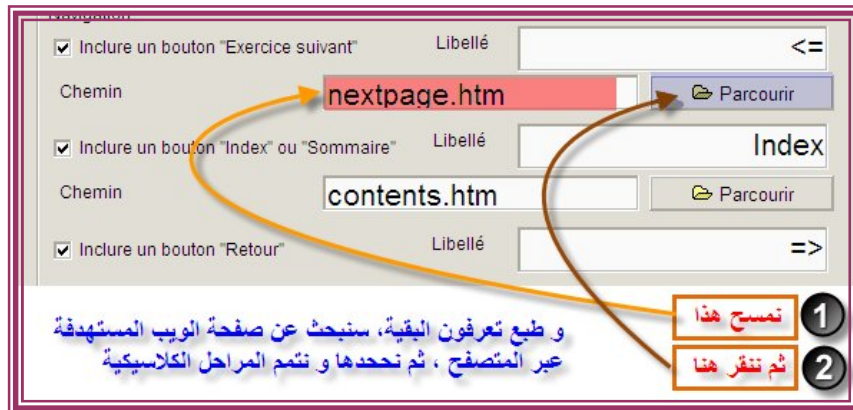 Navigation
Inclure un bouton "Exercice suivant" Libellé <=
Chemin nextpage.htm Parcourir
Inclure un bouton "Index" ou "Sommaire" Libellé Index
Chemin contents.htm Parcourir
Inclure un bouton "Retour" Libellé =>
نمسح هذا 1
ثم ننقر هنا 2
و طبع تعرفون البقية، سنبحث عن صفحة الويب المستهدفة
عبر المتصفح ، ثم نححدها و نتمم المراحل الكلاسيكية